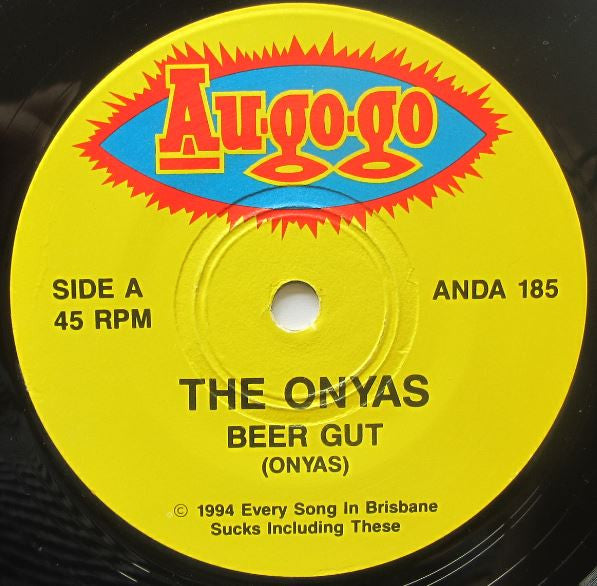 Au·go·go
SIDE A
45 RPM
ANDA 185
THE ONYAS
BEER GUT
(ONYAS)
© 1994 Every Song In Brisbane
Sucks Including These